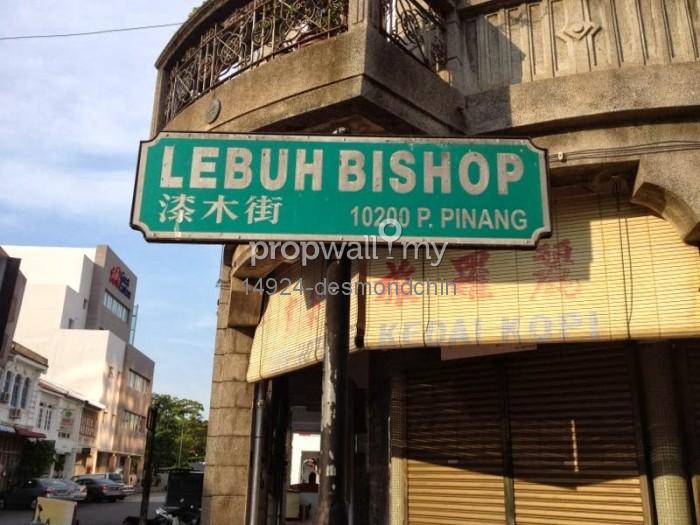 LEBUH BISHOP
漆木街
10200 P. PINANG
propwall.my
14924-desmondchin
KEDAI KOPI